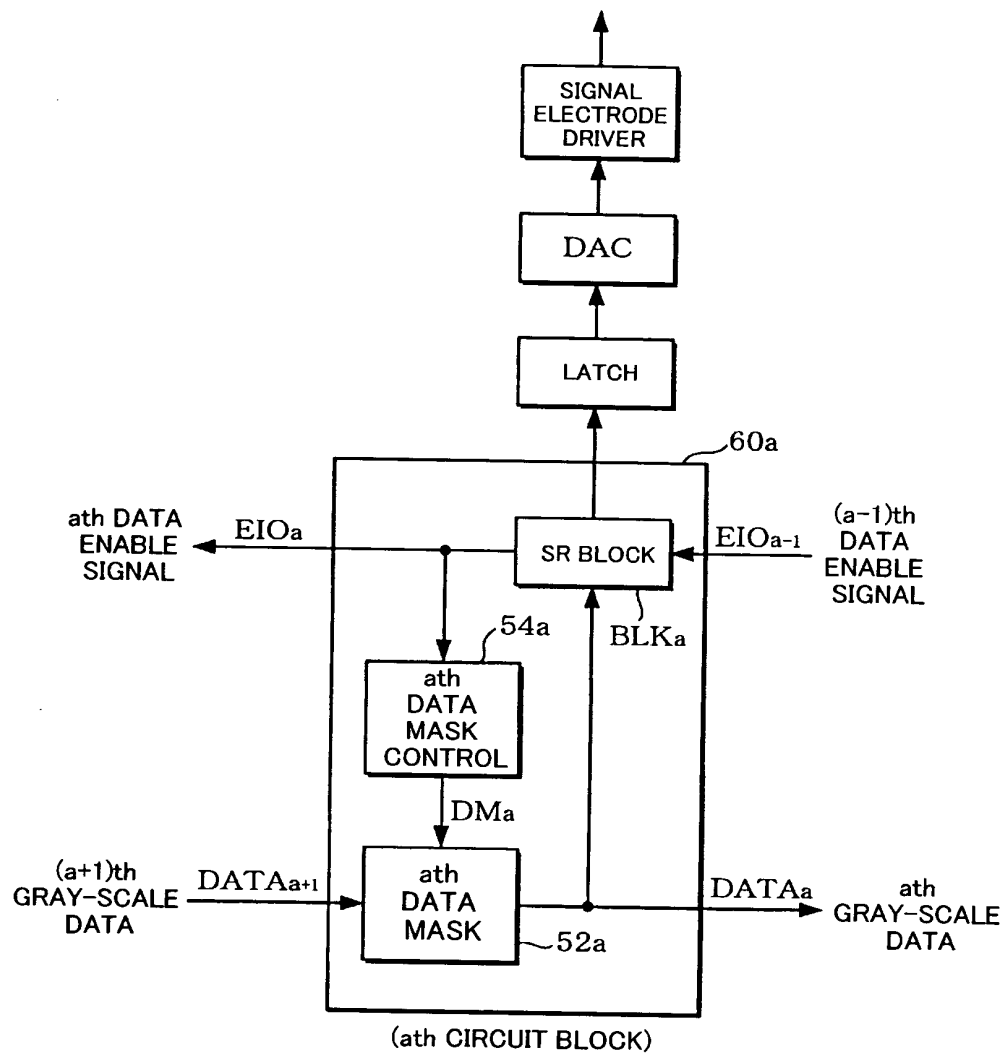 SIGNAL
ELECTRODE
DRIVER
DAC
LATCH
60a
ath DATA
ENABLE
SIGNAL
EIOa
SR BLOCK
EIOa-1
(a-1)th
DATA
ENABLE
SIGNAL
BLKa
54a
ath
DATA
MASK
CONTROL
DMa
(a+1)th
GRAY-SCALE
DATA
DATAa+1
ath
DATA
MASK
52a
DATAa
ath
GRAY-SCALE
DATA
(ath CIRCUIT BLOCK)